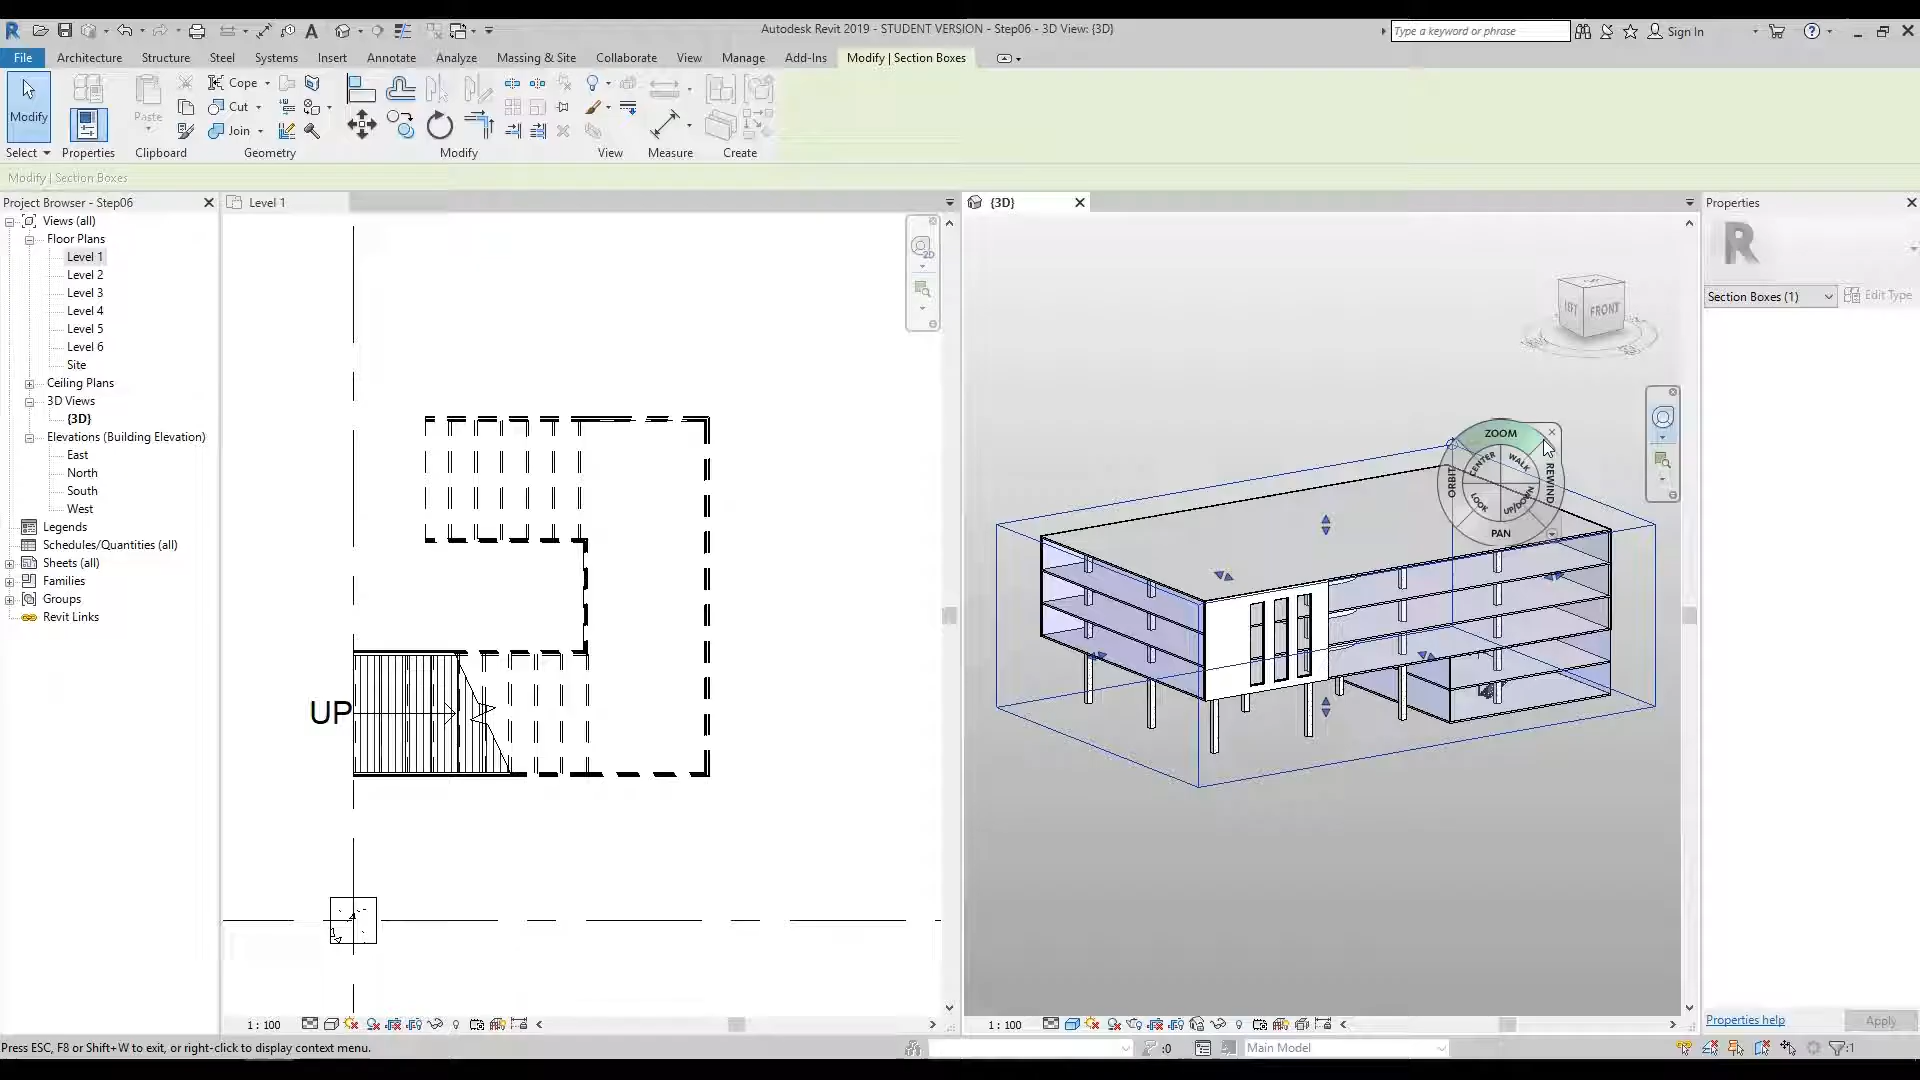 Autodesk Revit 2019 - STUDENT VERSION - Step06 - 3D View: {3D}
Type a keyword or phrase
Sign In
File Architecture Structure Steel Systems Insert Annotate Analyze Massing & Site Collaborate View Manage Add-Ins Modify | Section Boxes
Modify
Paste
Cope
Cut
Join
Select Properties Clipboard Geometry Modify View Measure Create
Modify | Section Boxes
Project Browser - Step06
Views (all)
Floor Plans
Level 1
Level 2
Level 3
Level 4
Level 5
Level 6
Site
Ceiling Plans
3D Views
{3D}
Elevations (Building Elevation)
East
North
South
West
Legends
Schedules/Quantities (all)
Sheets (all)
Families
Groups
Revit Links
Level 1
2D
UP
1 : 100
{3D}
LEFT FRONT
ZOOM
CENTER WALK
ORBIT REWIND
LOOK UP/DOWN
PAN
1 : 100
Properties
Section Boxes (1)
Edit Type
Properties help
Apply
Press ESC, F8 or Shift+W to exit, or right-click to display context menu.
:0
Main Model
:1